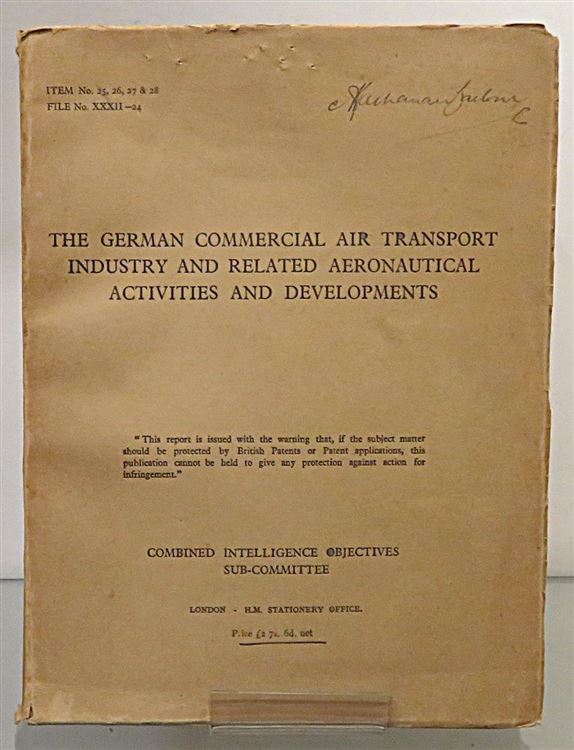 ITEM No. 25, 26, 27 & 28
FILE No. XXXII—24
THE GERMAN COMMERCIAL AIR TRANSPORT
INDUSTRY AND RELATED AERONAUTICAL
ACTIVITIES AND DEVELOPMENTS
"This report is issued with the warning that, if the subject matter
should be protected by British Patents or Patent applications, this
publication cannot be held to give any protection against action for
infringement."
COMBINED INTELLIGENCE OBJECTIVES
SUB-COMMITTEE
LONDON - H.M. STATIONERY OFFICE.
Price £2 7s. 6d. net